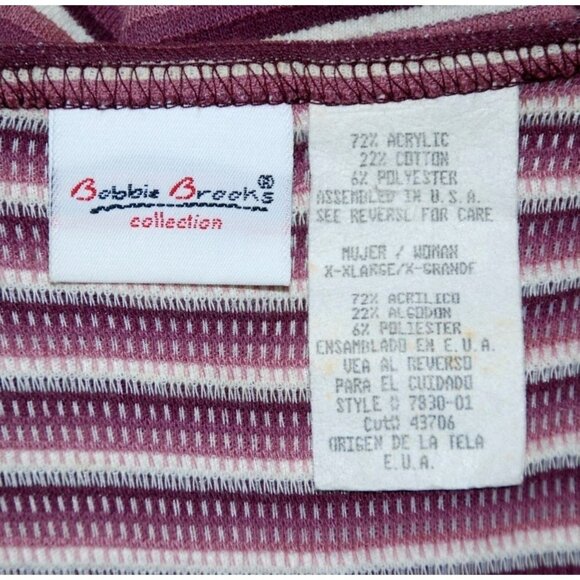 Bobbie Brooks®
collection
72% ACRYLIC
22% COTTON
6% POLYESTER
ASSEMBLED IN U.S.A.
SEE REVERSE FOR CARE
MUJER / WOMAN
X-XLARGE/X-GRANDE
72% ACRILICO
22% ALGODON
6% POLIESTER
ENSAMBLADO EN E.U.A.
VEA AL REVERSO
PARA EL CUIDADO
STYLE # 7830-01
Cut# 43706
ORIGEN DE LA TELA
E.U.A.